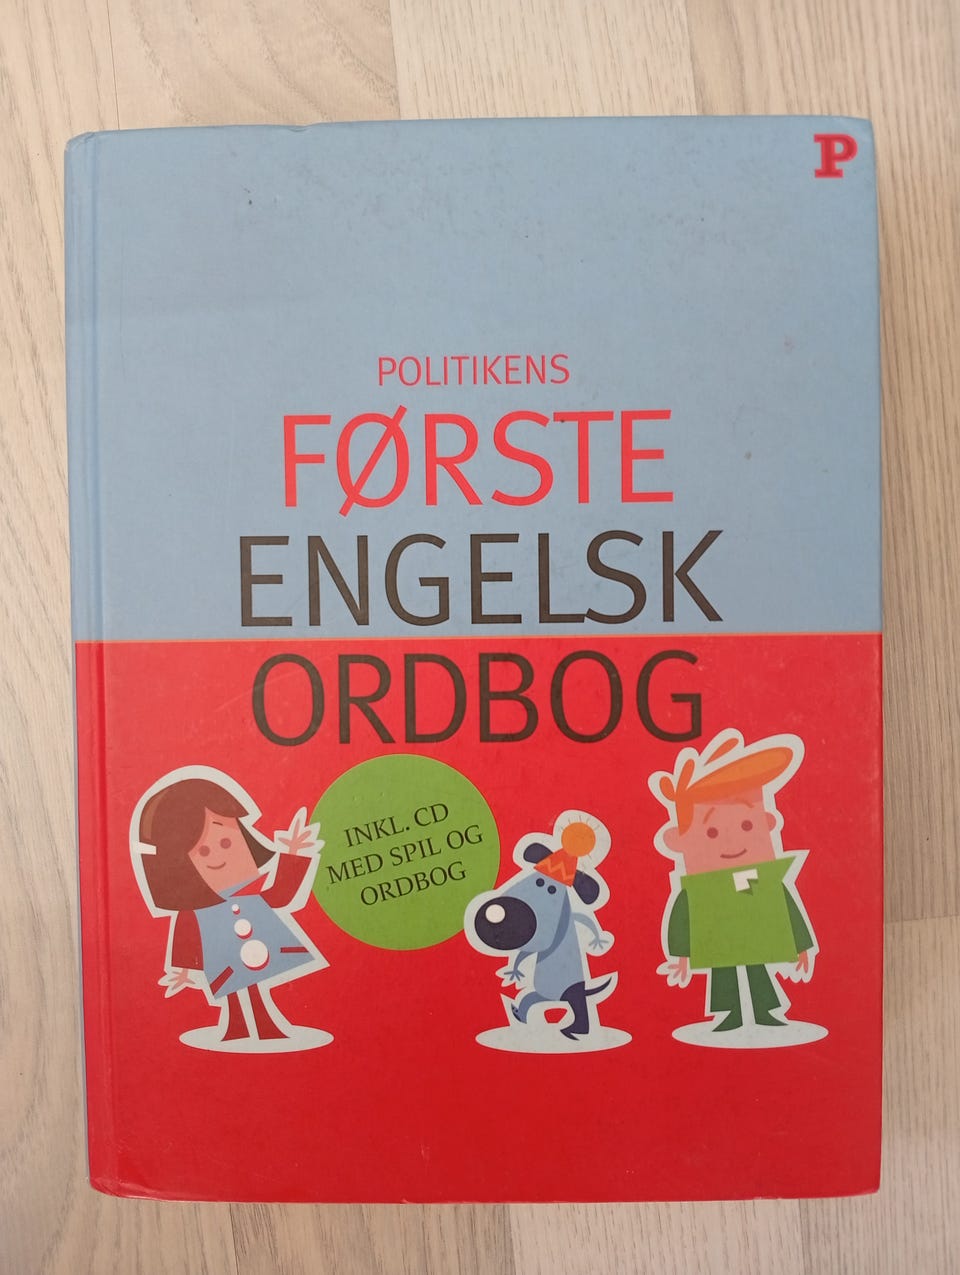 P
POLITIKENS
FØRSTE
ENGELSK
ORDBOG
INKL. CD
MED SPIL OG
ORDBOG